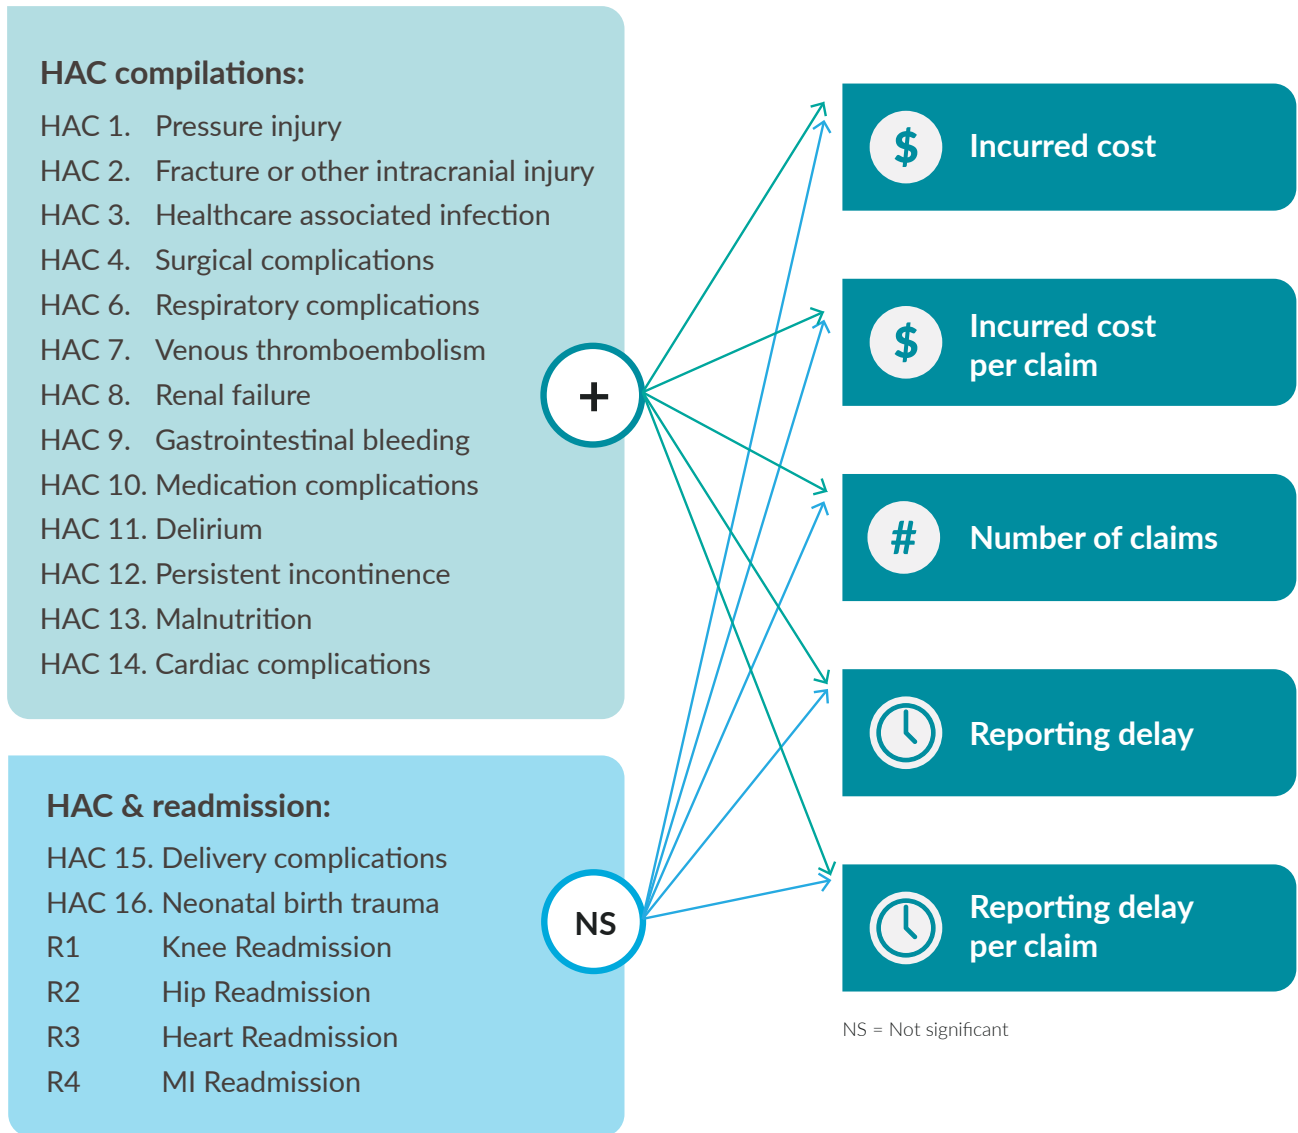 HAC compilations:
HAC 1. Pressure injury
HAC 2. Fracture or other intracranial injury
HAC 3. Healthcare associated infection
HAC 4. Surgical complications
HAC 6. Respiratory complications
HAC 7. Venous thromboembolism
HAC 8. Renal failure
HAC 9. Gastrointestinal bleeding
HAC 10. Medication complications
HAC 11. Delirium
HAC 12. Persistent incontinence
HAC 13. Malnutrition
HAC 14. Cardiac complications
+
HAC & readmission:
HAC 15. Delivery complications
HAC 16. Neonatal birth trauma
R1 Knee Readmission
R2 Hip Readmission
R3 Heart Readmission
R4 MI Readmission
NS
$ Incurred cost
$ Incurred cost
per claim
# Number of claims
Reporting delay
Reporting delay
per claim
NS = Not significant